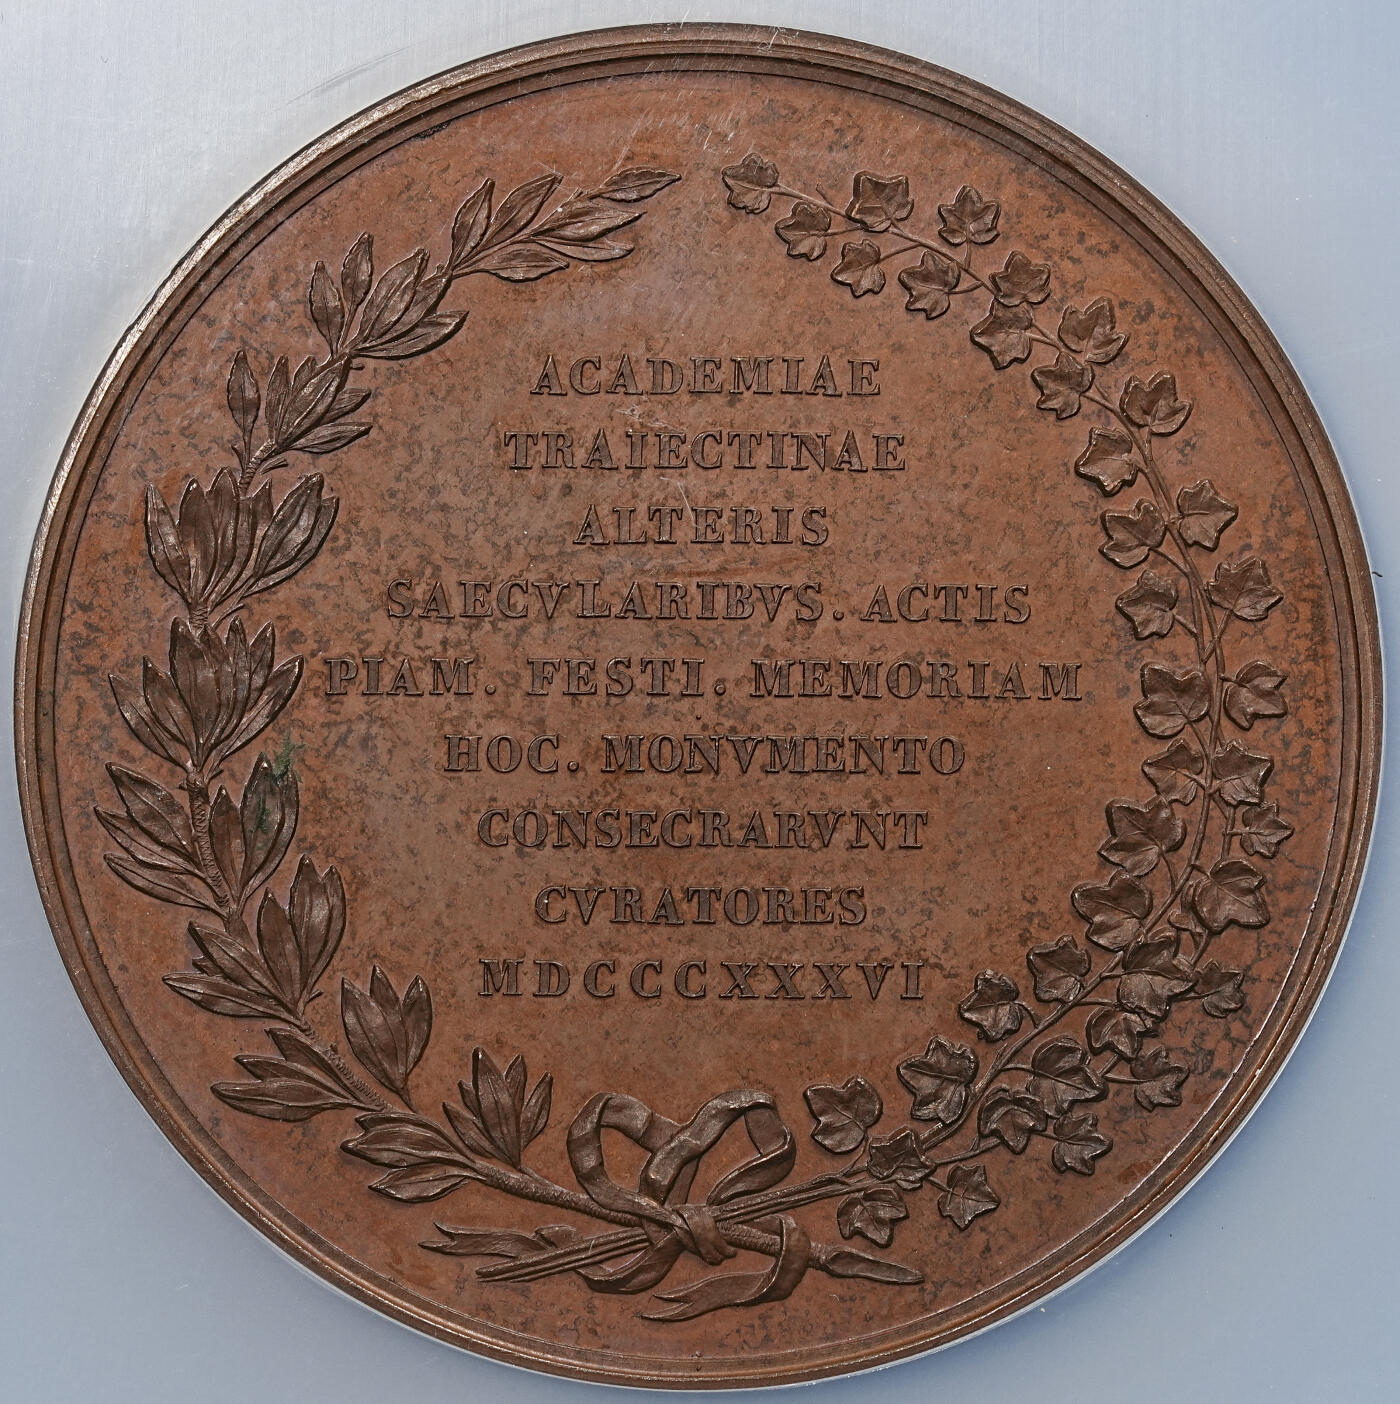 ACADEMIAE
TRAIECTINAE
ALTERIS
SAECVLARIBVS. ACTIS
PIAM. FESTI. MEMORIAM
HOC. MONVMENTO
CONSECRARVNT
CVRATORES
MDCCCXXXVI